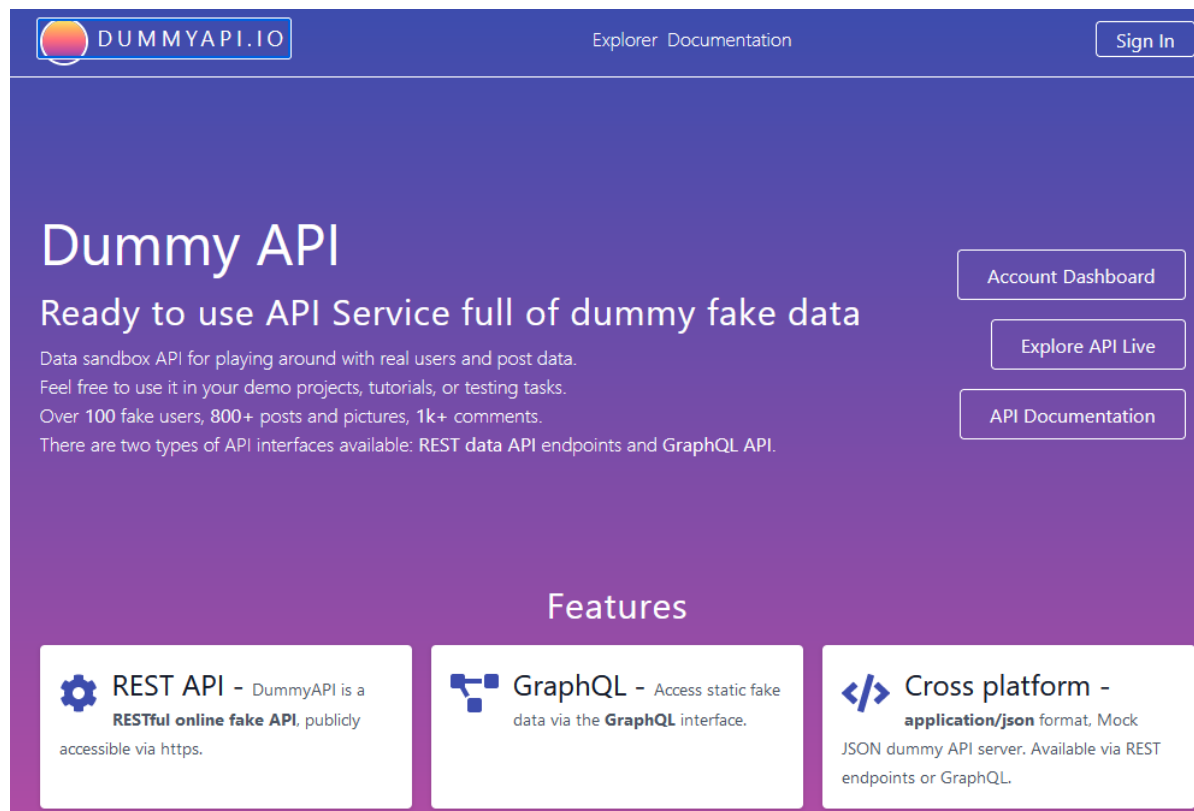 DUMMYAPI.IO
Explorer Documentation
Sign In
Dummy API
Ready to use API Service full of dummy fake data
Data sandbox API for playing around with real users and post data.
Feel free to use it in your demo projects, tutorials, or testing tasks.
Over 100 fake users, 800+ posts and pictures, 1k+ comments.
There are two types of API interfaces available: REST data API endpoints and GraphQL API.
Account Dashboard
Explore API Live
API Documentation
Features
REST API - DummyAPI is a
RESTful online fake API, publicly
accessible via https.
GraphQL - Access static fake
data via the GraphQL interface.
Cross platform -
application/json format, Mock
JSON dummy API server. Available via REST
endpoints or GraphQL.